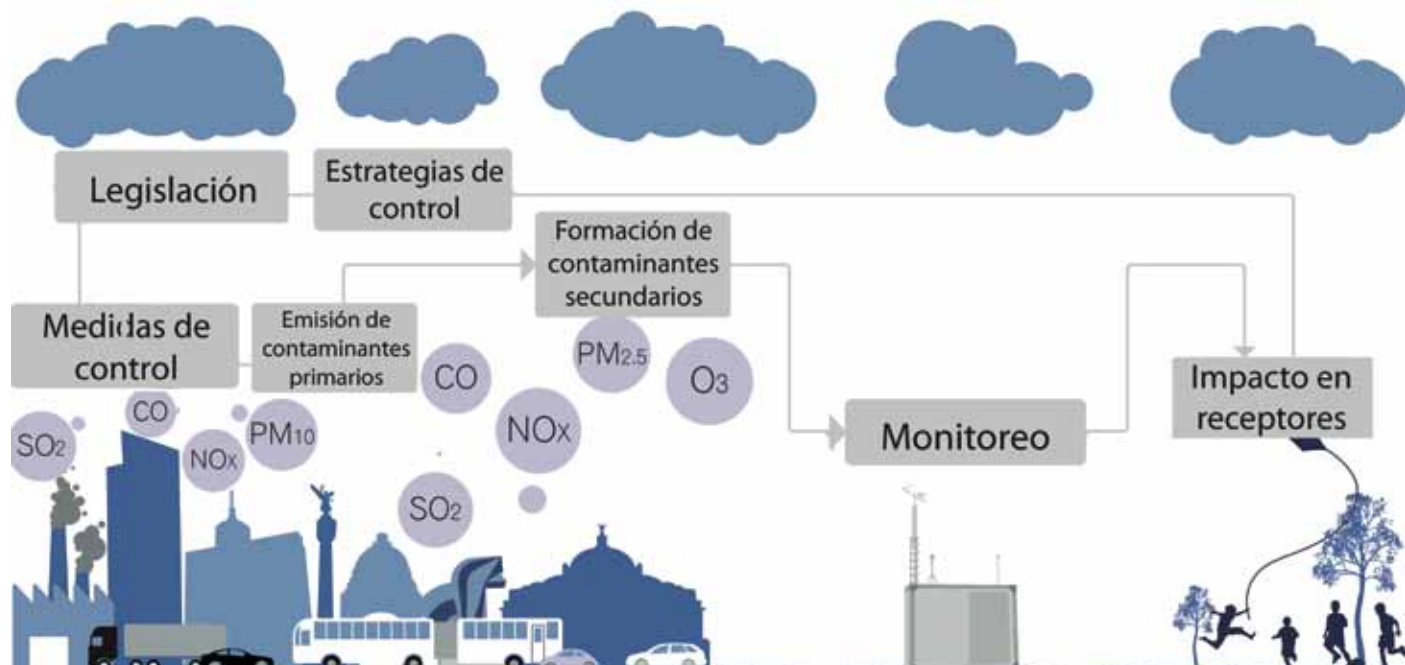 Legislación
Estrategias de
control
Formación de
contaminantes
secundarios
Medidas de
control
Emisión de
contaminantes
primarios
Monitoreo
Impacto en
receptores
SO2
CO
NOx
PM10
CO
SO2
NOx
PM2.5
O3